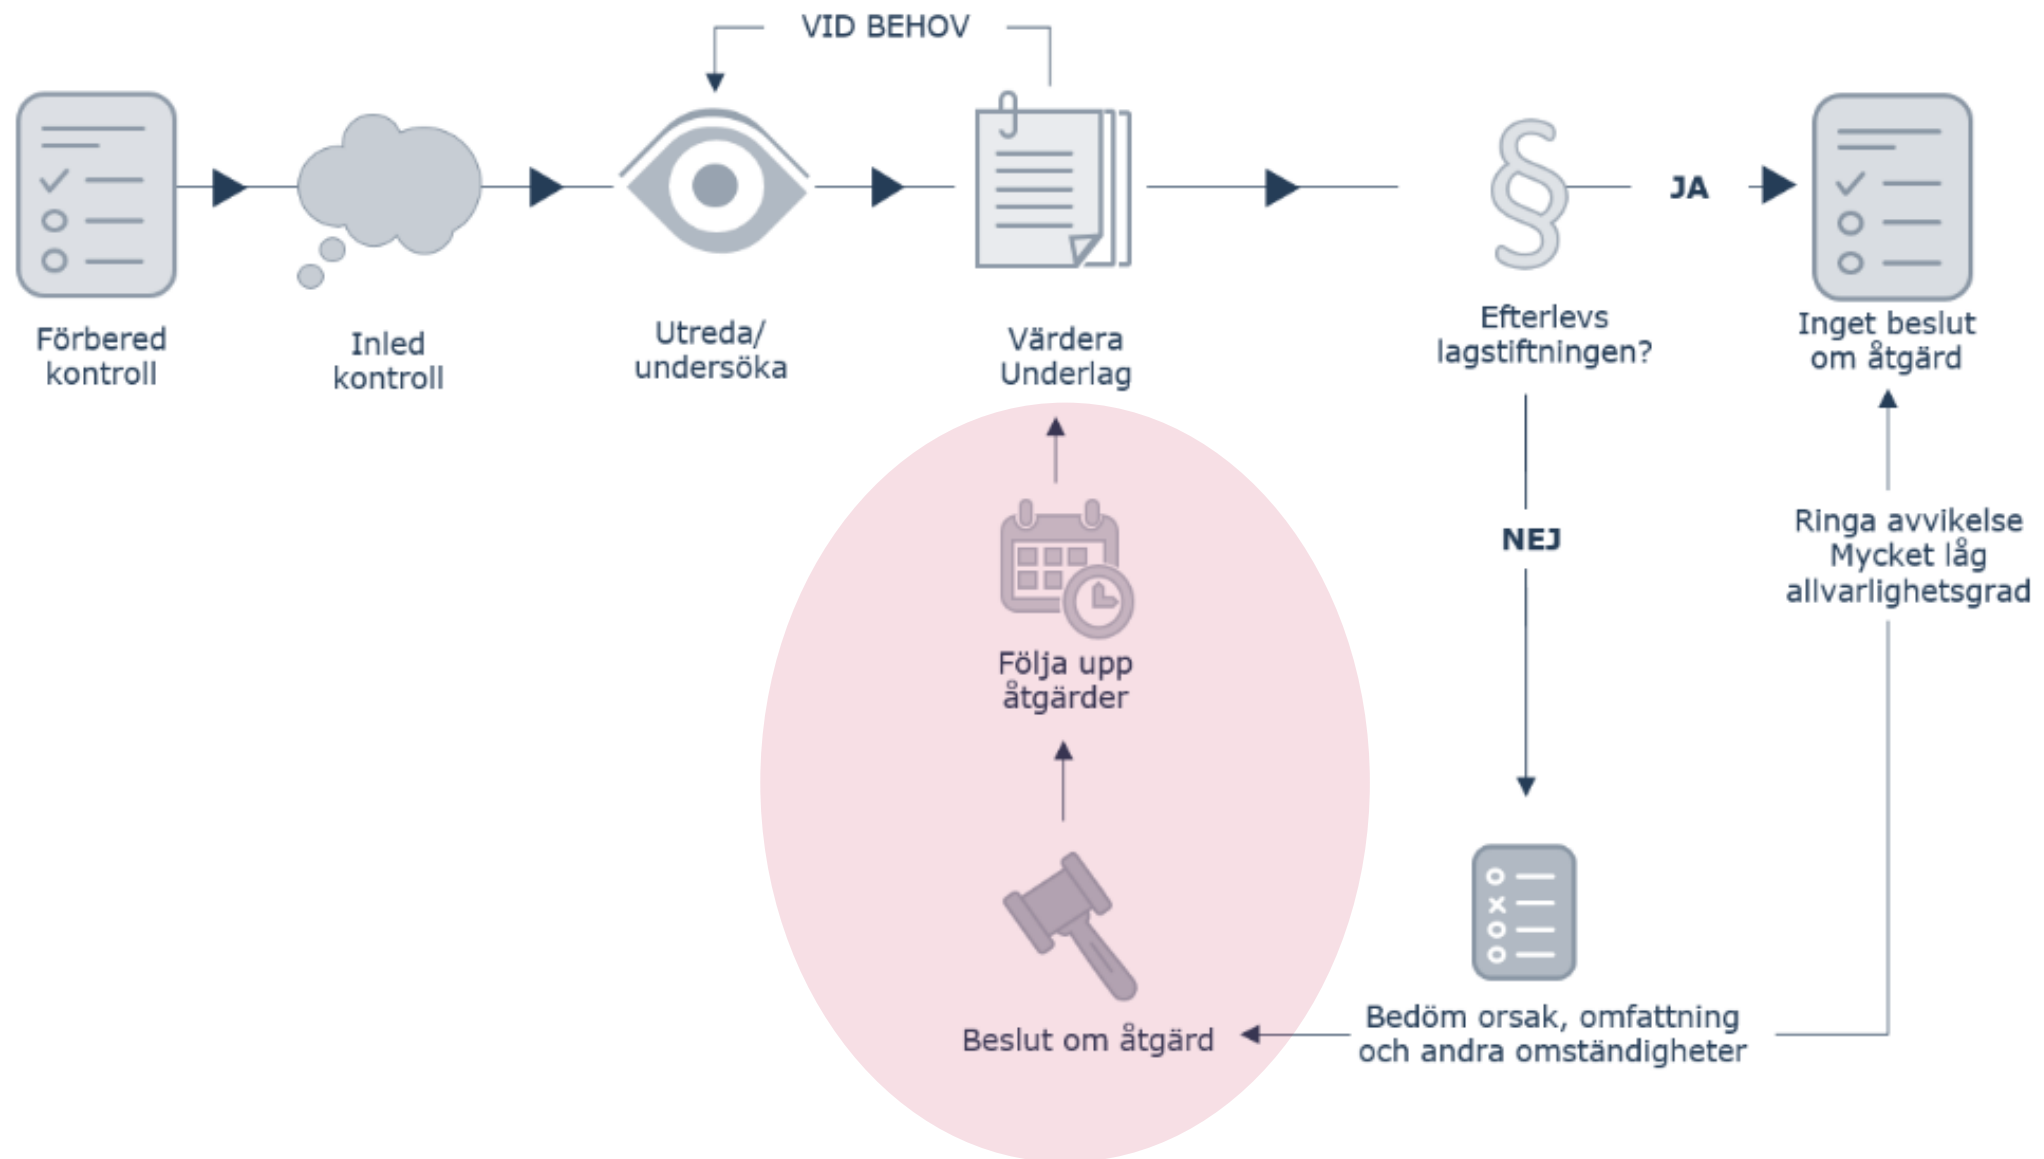 VID BEHOV
JA
Förbered
kontroll
Inled
kontroll
Utreda/
undersöka
Värdera
Underlag
Efterlevs
lagstiftningen?
Inget beslut
om åtgärd
NEJ
Ringa avvikelse
Mycket låg
allvarlighetsgrad
Följa upp
åtgärder
Beslut om åtgärd
Bedöm orsak, omfattning
och andra omständigheter